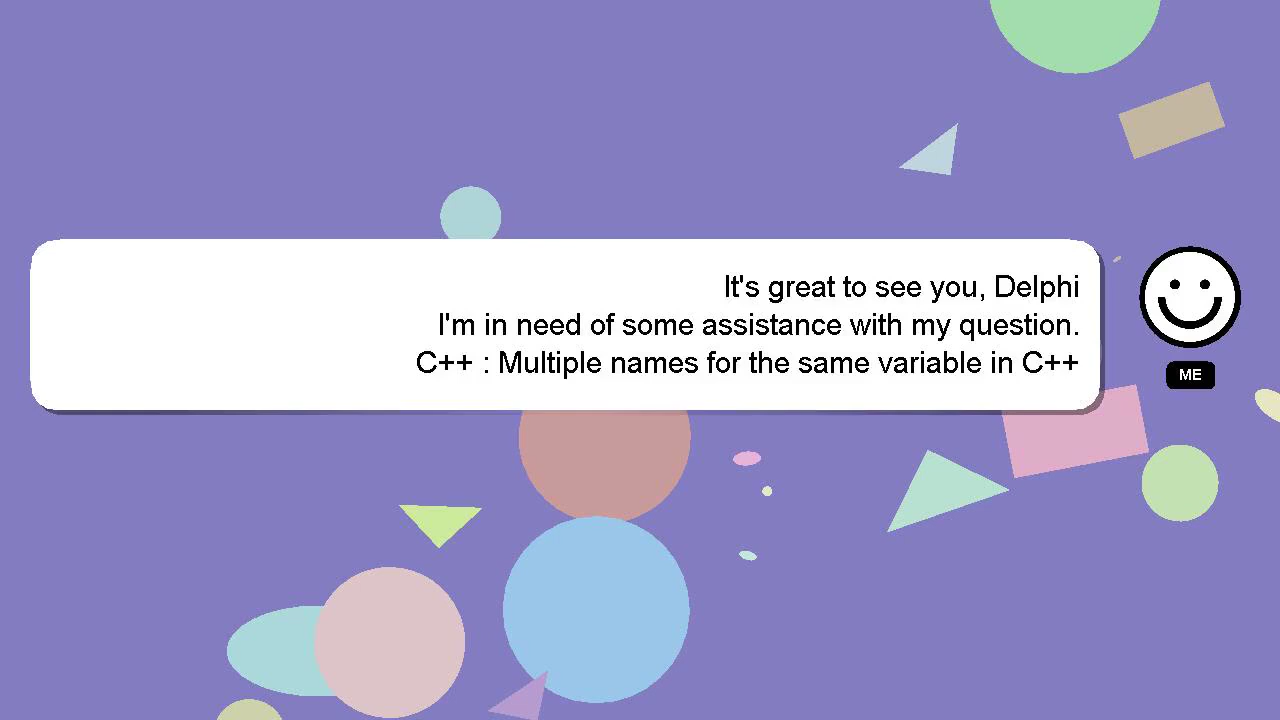 It's great to see you, Delphi
I'm in need of some assistance with my question.
C++ : Multiple names for the same variable in C++
ME